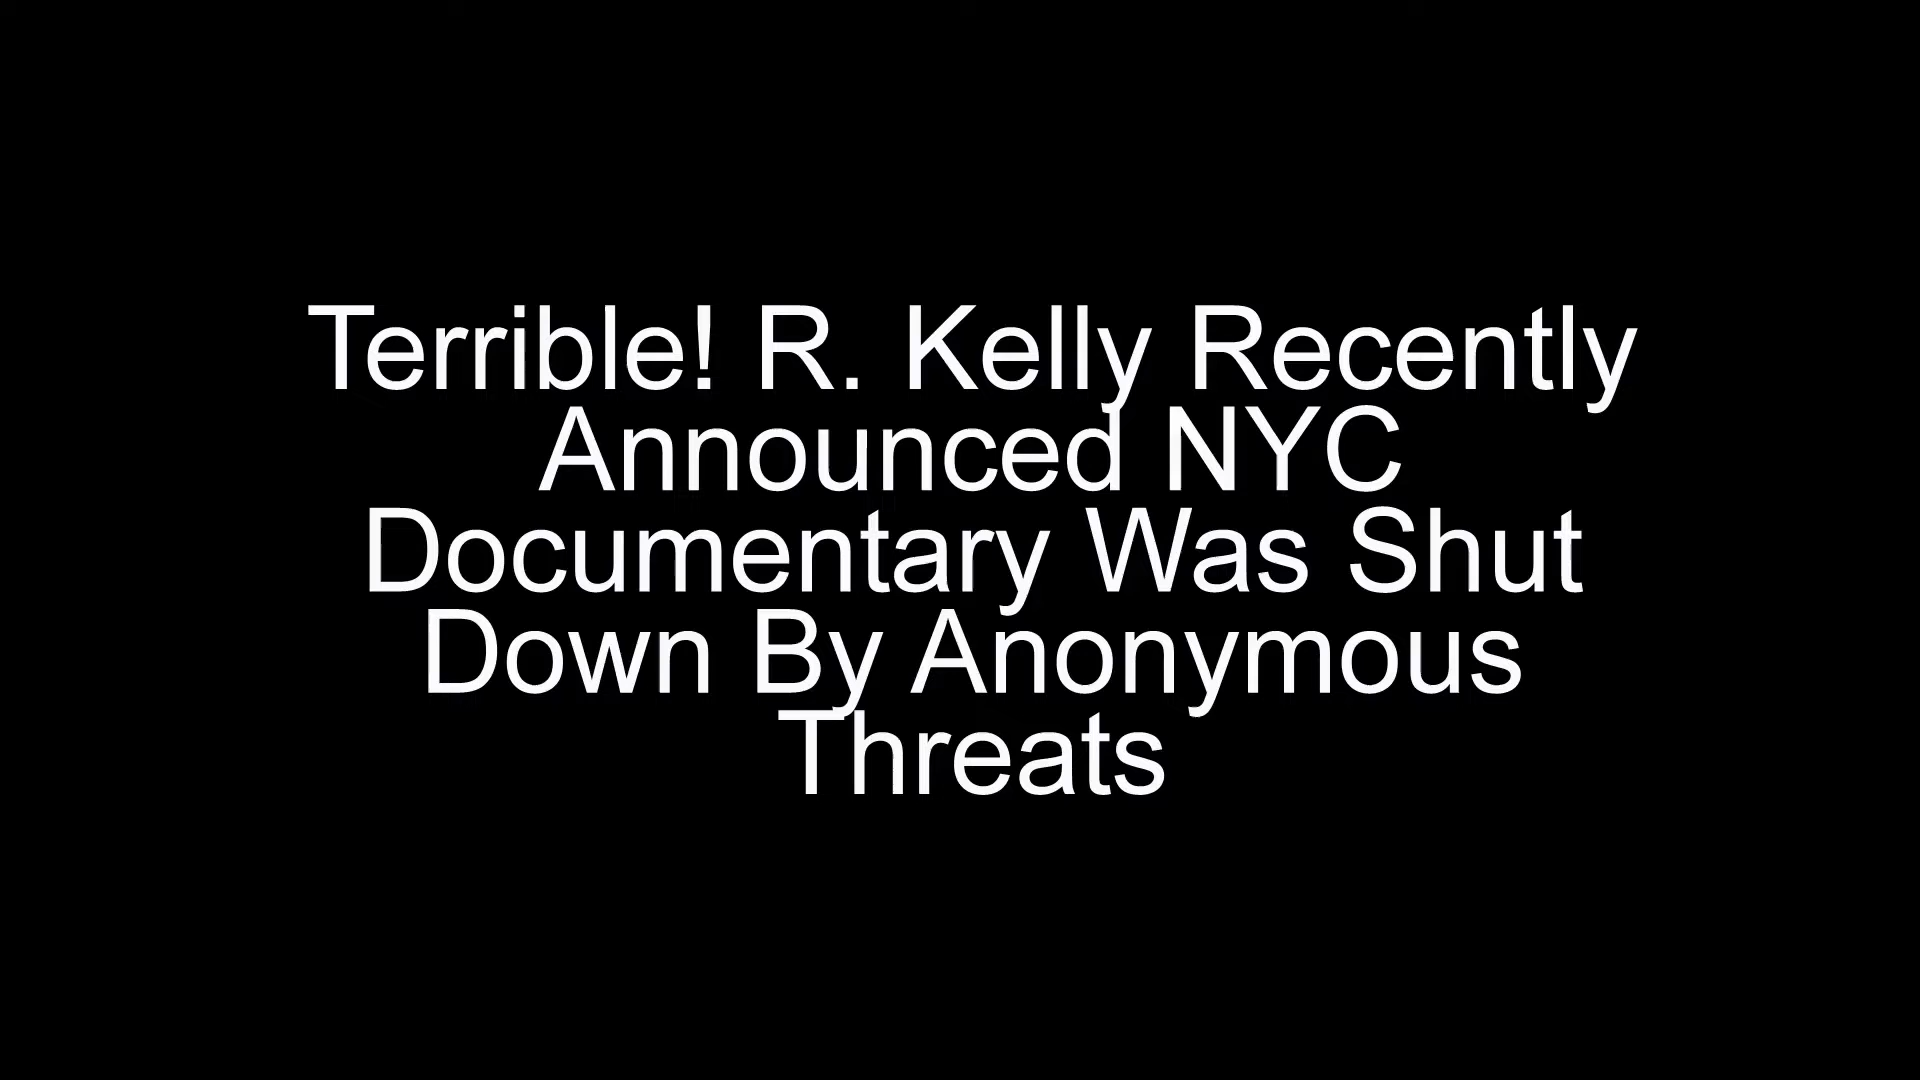 Terrible! R. Kelly Recently
Announced NYC
Documentary Was Shut
Down By Anonymous
Threats